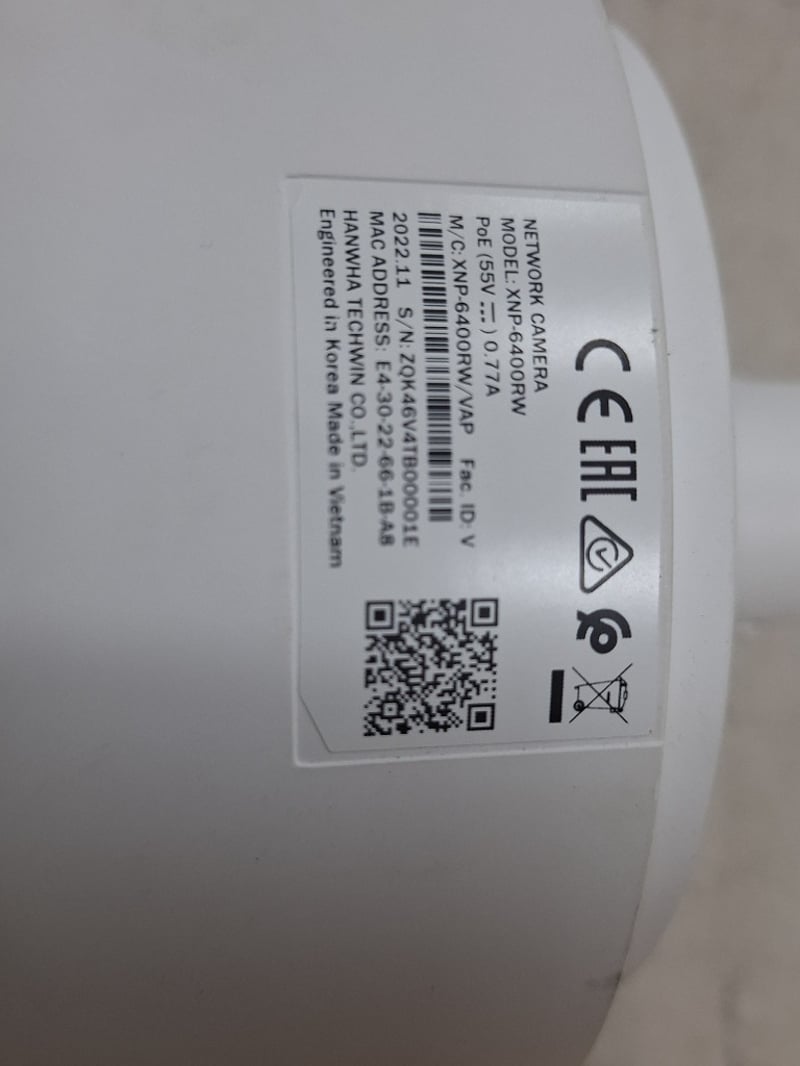 CE EAC
NETWORK CAMERA
MODEL: XNP-6400RW
PoE (55V ⎓) 0.77A
M/C: XNP-6400RW/VAP Fac. ID: V
2022.11 S/N: ZQK46V4TB00001E
MAC ADDRESS: E4-30-22-66-1B-A8
HANWHA TECHWIN CO.,LTD.
Engineered in Korea Made in Vietnam